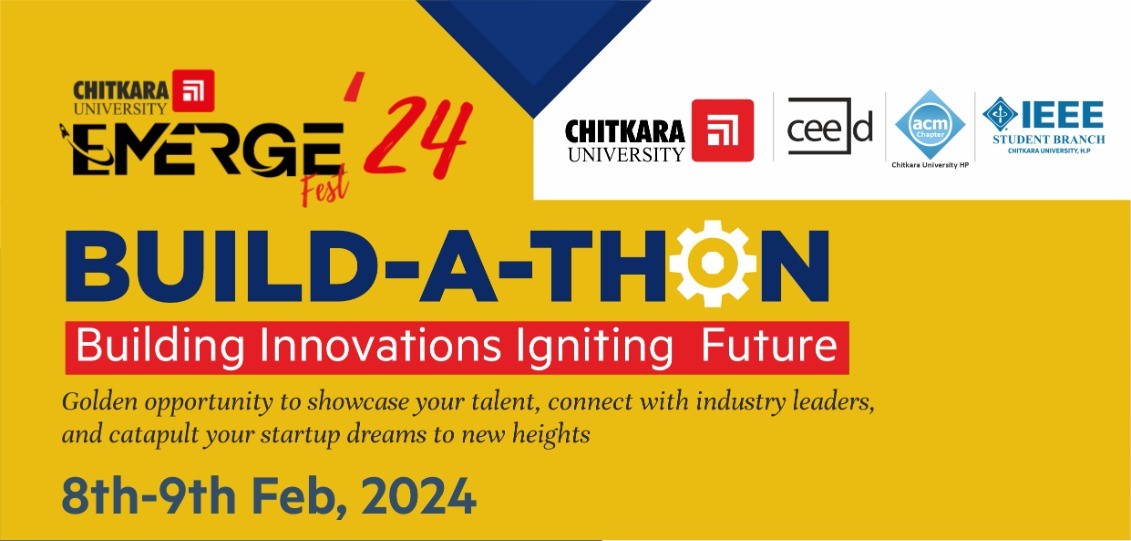 CHITKARA
UNIVERSITY
EMERGE '24
Fest
CHITKARA
UNIVERSITY
ceed
acm
Chapter
Chitkara University HP
IEEE
STUDENT BRANCH
CHITKARA UNIVERSITY, H.P
BUILD-A-THON
Building Innovations Igniting Future
Golden opportunity to showcase your talent, connect with industry leaders,
and catapult your startup dreams to new heights
8th-9th Feb, 2024